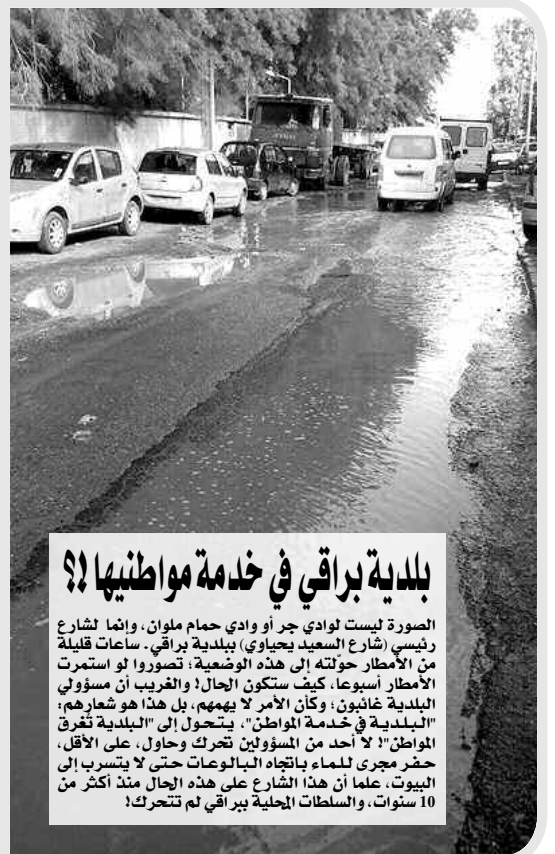 بلدية براقي في خدمة مواطنيها !؟
الصورة ليست لوادي جر أو وادي حمام ملوان، وإنما لشارع
رئيسي (شارع السعيد يحياوي) ببلدية براقي. ساعات قليلة
من الأمطار حوّلته إلى هذه الوضعية؛ تصوروا لو استمرت
الأمطار أسبوعا، كيف ستكون الحال! والغريب أن مسؤولي
البلدية غائبون؛ وكأن الأمر لا يهمهم، بل هذا هو شعارهم:
"البلدية في خدمة المواطن"، يتحول إلى "البلدية تُغرق
المواطن"! لا أحد من المسؤولين تحرك وحاول، على الأقل،
حفر مجرى للماء باتجاه البالوعات حتى لا يتسرب إلى
البيوت، علما أن هذا الشارع على هذه الحال منذ أكثر من
10 سنوات، والسلطات المحلية ببراقي لم تتحرك!